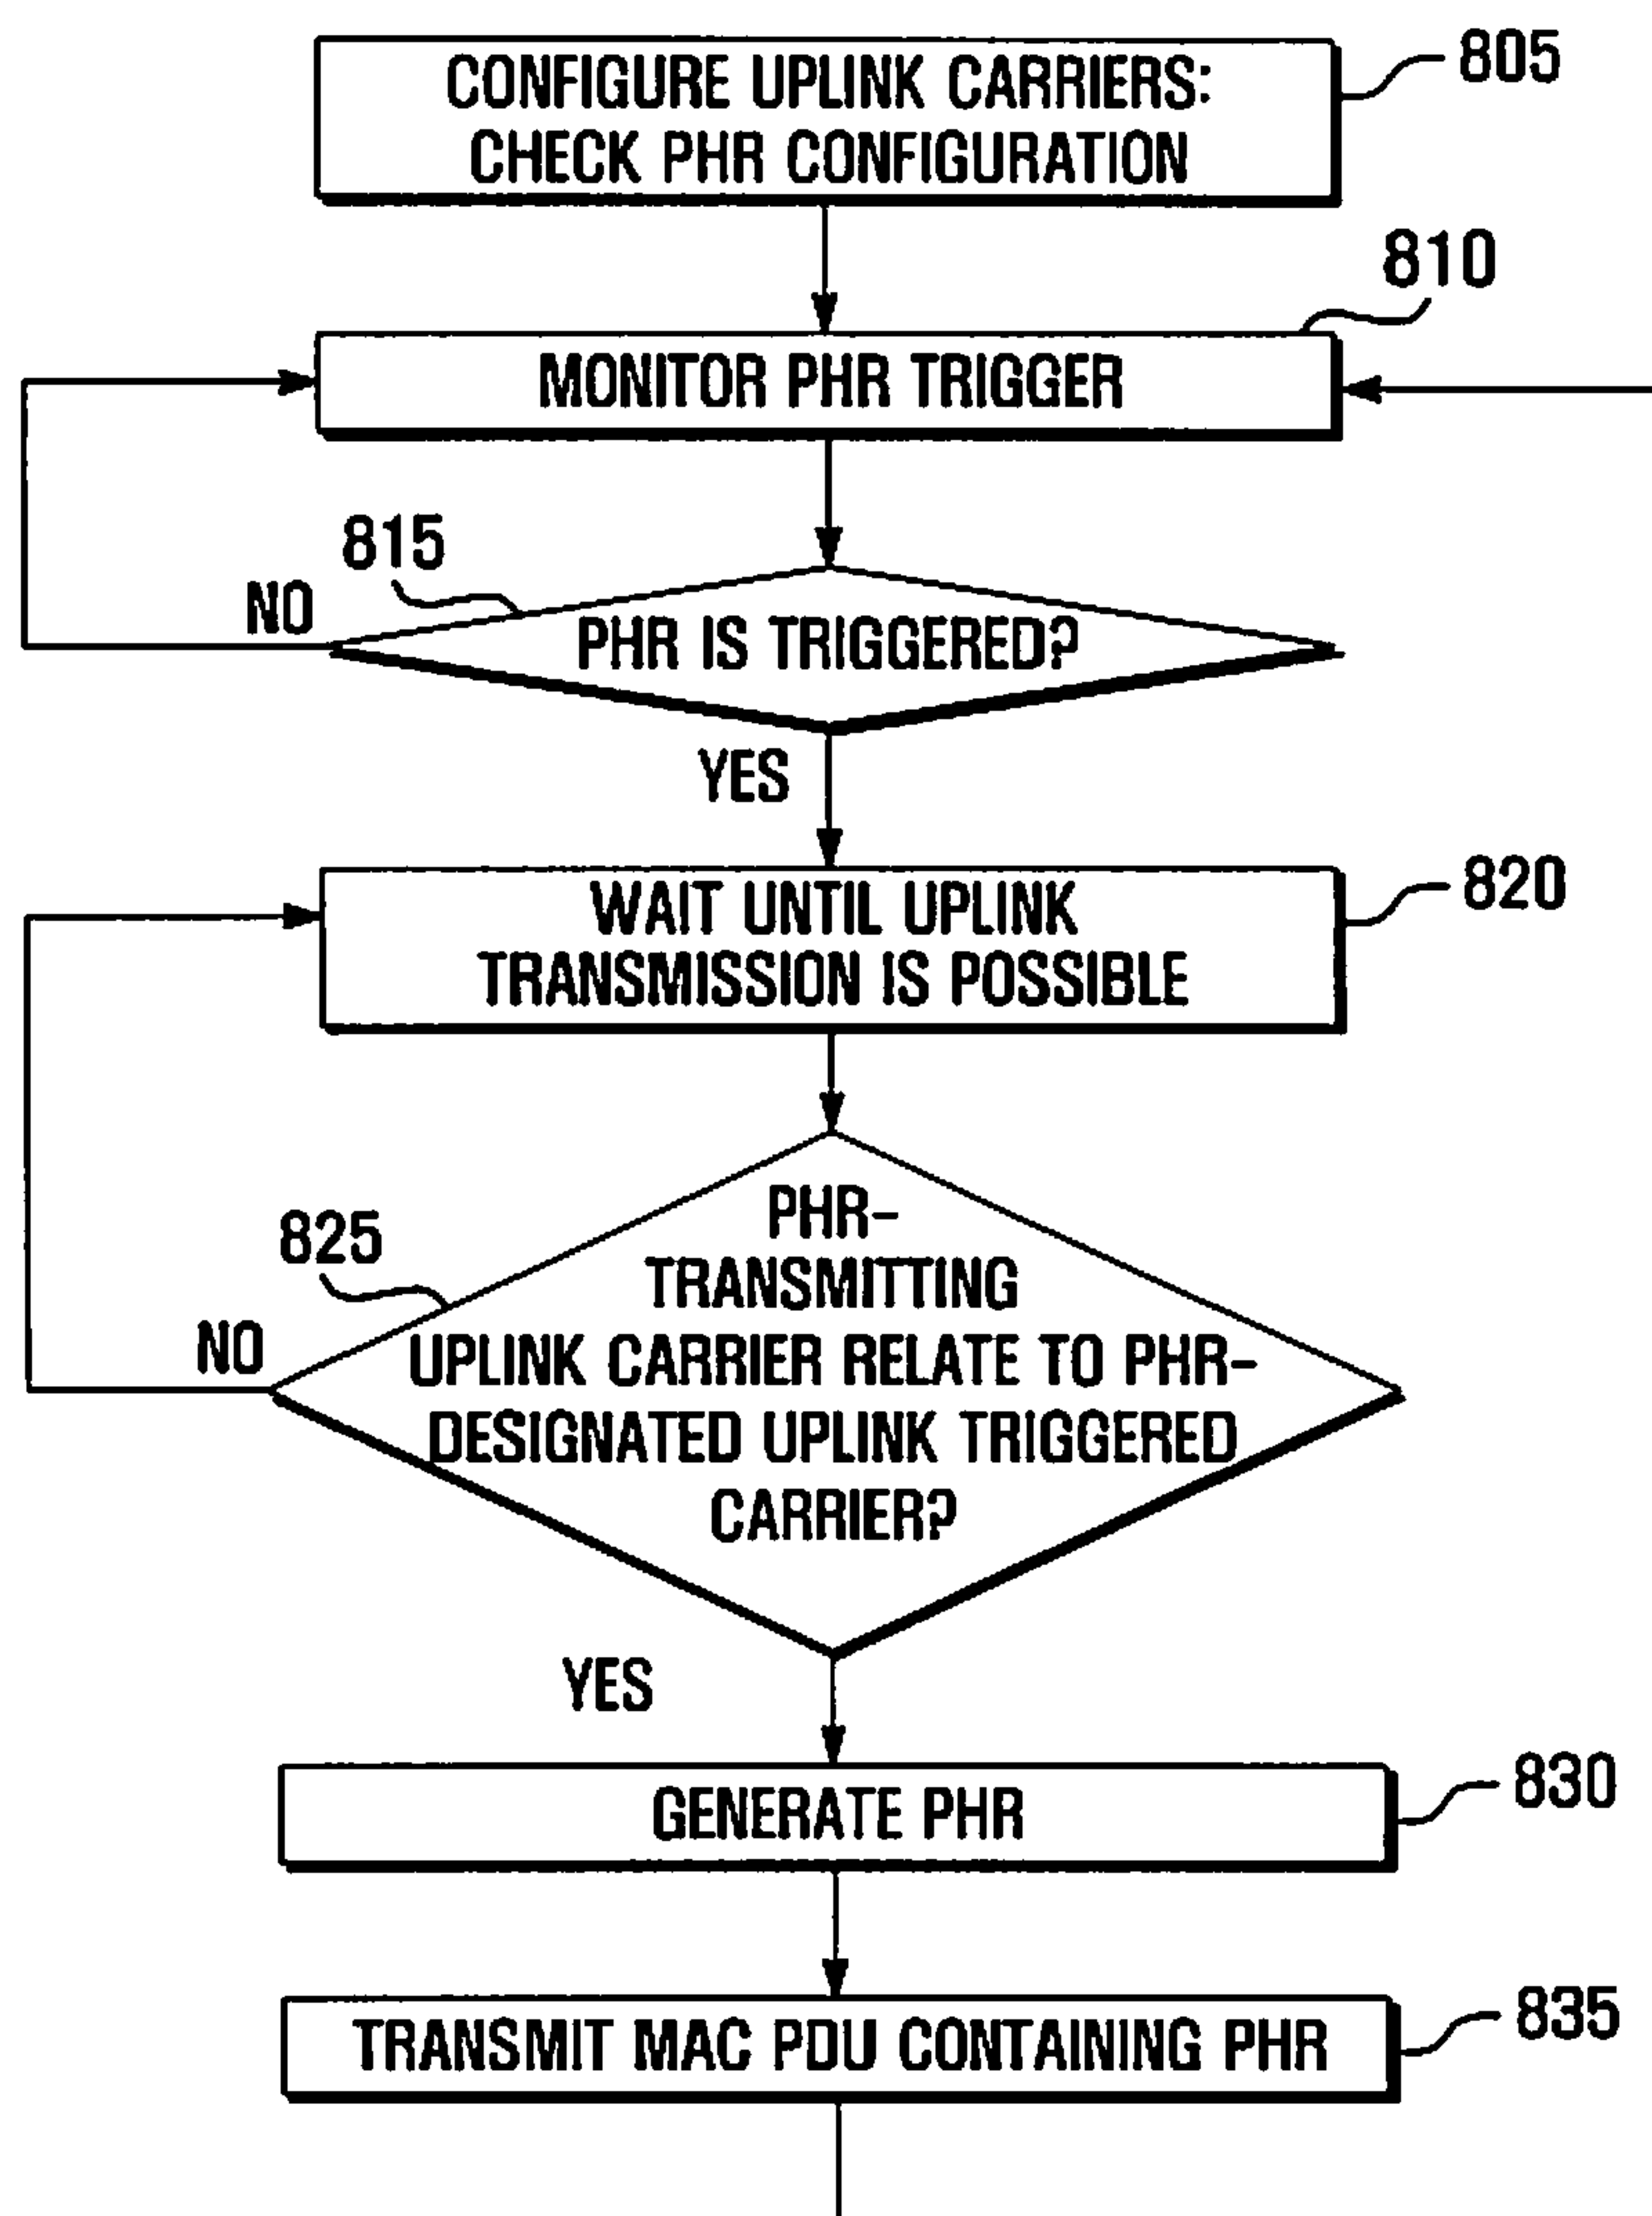 CONFIGURE UPLINK CARRIERS:
CHECK PHR CONFIGURATION
805
810
MONITOR PHR TRIGGER
815
NO
PHR IS TRIGGERED?
YES
WAIT UNTIL UPLINK
TRANSMISSION IS POSSIBLE
820
PHR-
TRANSMITTING
UPLINK CARRIER RELATE TO PHR-
DESIGNATED UPLINK TRIGGERED
CARRIER?
825
NO
YES
GENERATE PHR
830
TRANSMIT MAC PDU CONTAINING PHR
835